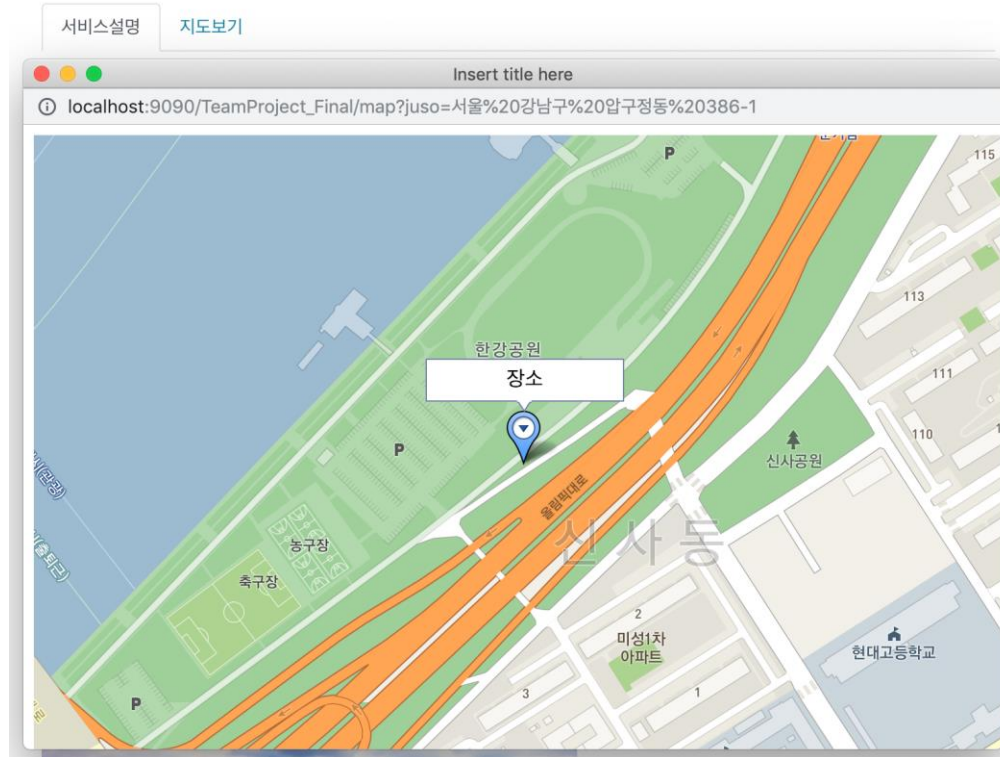 서비스설명 지도보기
Insert title here
localhost:9090/TeamProject_Final/map?juso=서울%20강남구%20압구정동%20386-1
P
115
113
한강공원
장소
111
110
P
신사공원
올림픽대로
신사동
농구장
축구장
2
미성1차
아파트
현대고등학교
3
1
P